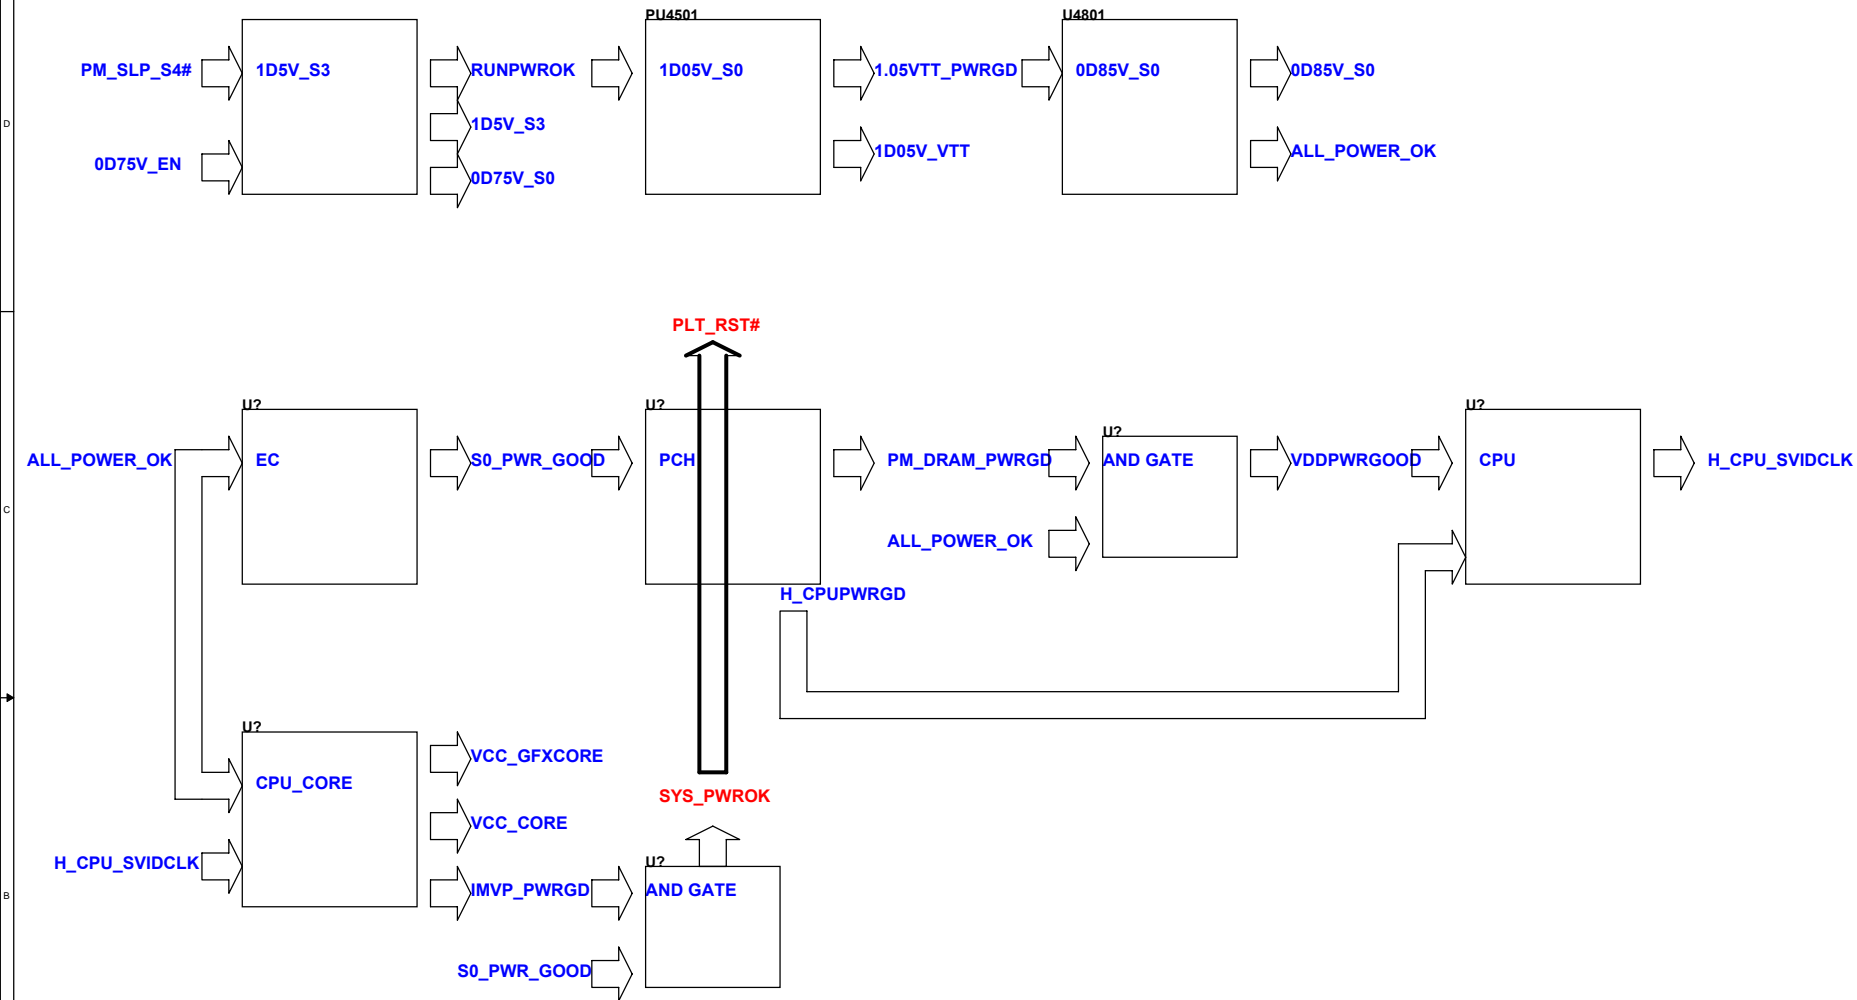 PU4501
U4801
PM_SLP_S4#
1D5V_S3
RUNPWROK
1D05V_S0
1.05VTT_PWRGD
0D85V_S0
0D85V_S0
D
1D5V_S3
0D75V_EN
0D75V_S0
1D05V_VTT
ALL_POWER_OK
PLT_RST#
U?
U?
U?
U?
ALL_POWER_OK
EC
S0_PWR_GOOD
PCH
PM_DRAM_PWRGD
AND GATE
VDDPWRGOOD
CPU
H_CPU_SVIDCLK
C
ALL_POWER_OK
H_CPUPWRGD
U?
CPU_CORE
VCC_GFXCORE
SYS_PWROK
VCC_CORE
H_CPU_SVIDCLK
U?
IMVP_PWRGD
AND GATE
B
S0_PWR_GOOD